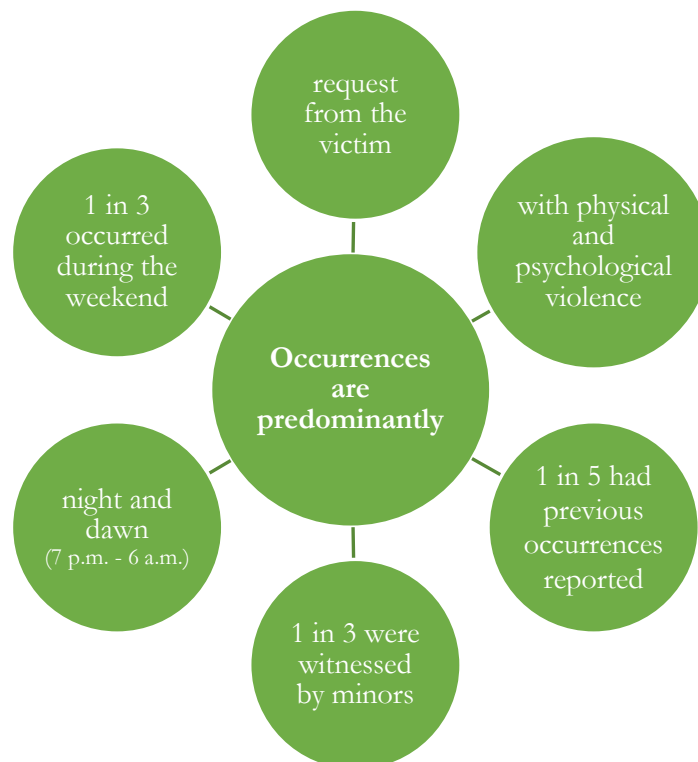 request
from the
victim
with physical
and
psychological
violence
1 in 5 had
previous
occurrences
reported
1 in 3 were
witnessed
by minors
night and
dawn
(7 p.m. - 6 a.m.)
1 in 3
occurred
during the
weekend
Occurrences
are
predominantly